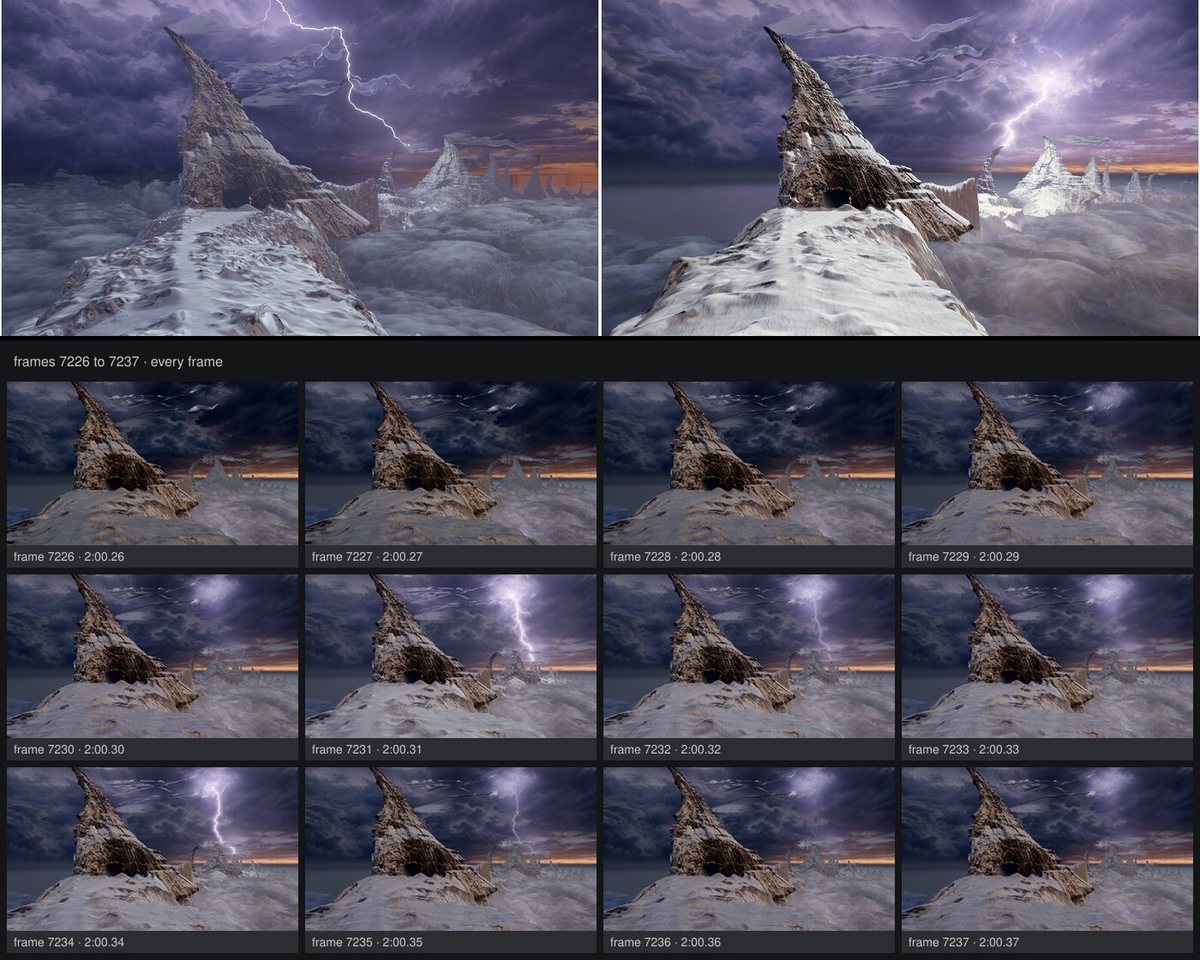 frames 7226 to 7237 · every frame
frame 7226 · 2:00.26
frame 7227 · 2:00.27
frame 7228 · 2:00.28
frame 7229 · 2:00.29
frame 7230 · 2:00.30
frame 7231 · 2:00.31
frame 7232 · 2:00.32
frame 7233 · 2:00.33
frame 7234 · 2:00.34
frame 7235 · 2:00.35
frame 7236 · 2:00.36
frame 7237 · 2:00.37